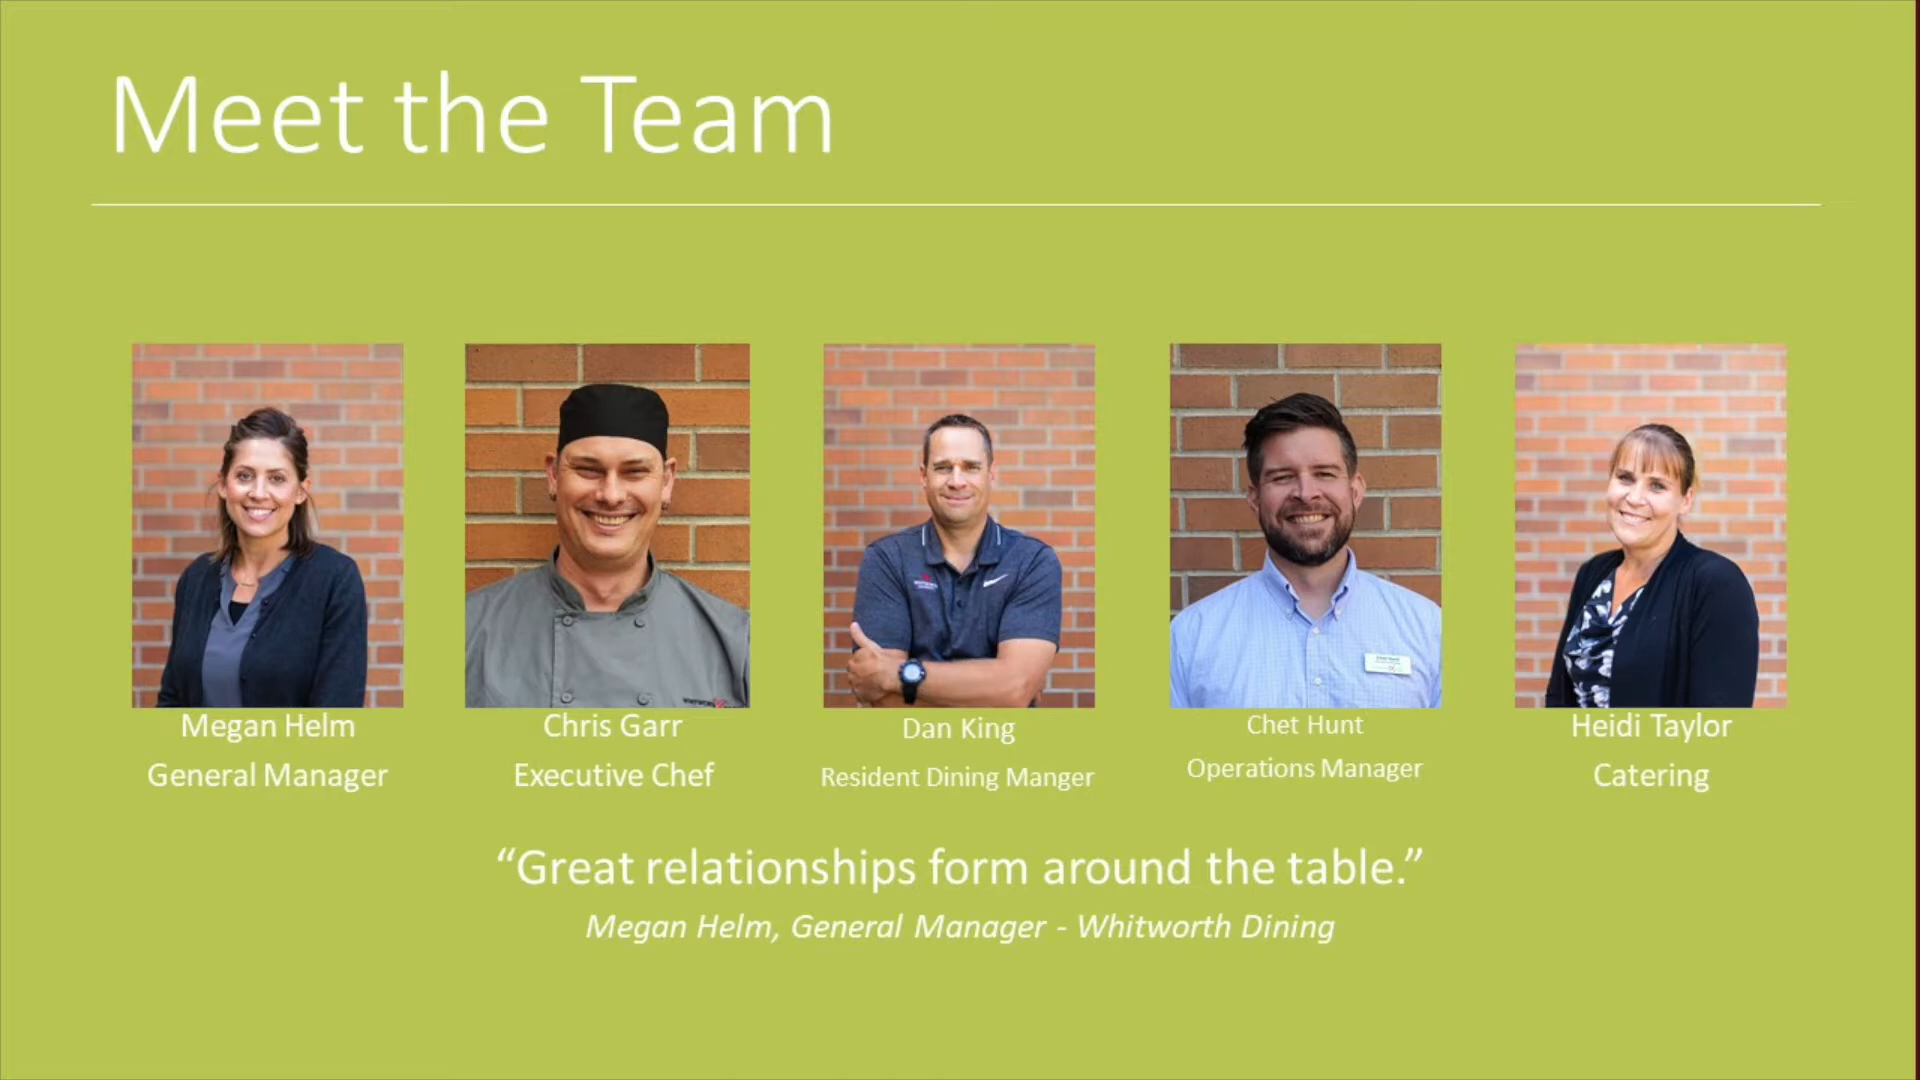 Meet the Team
Megan Helm
General Manager
Chris Garr
Executive Chef
Dan King
Resident Dining Manger
Chet Hunt
Operations Manager
Heidi Taylor
Catering
“Great relationships form around the table.”
Megan Helm, General Manager - Whitworth Dining